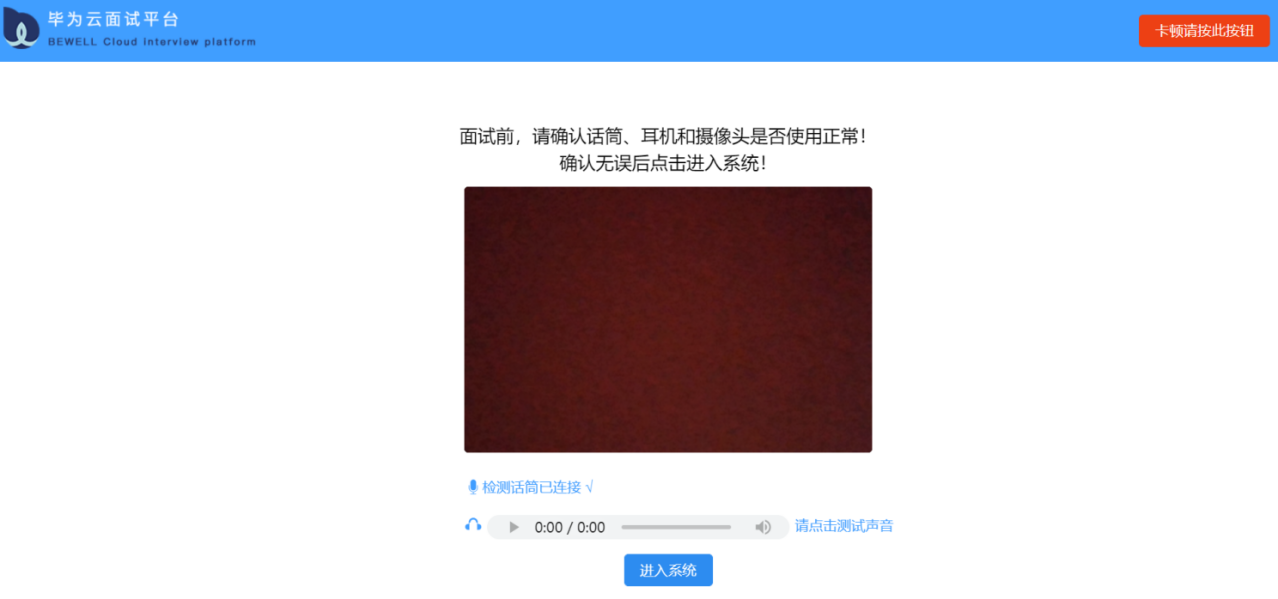 毕为云面试平台
BEWELL Cloud interview platform
卡顿请按此按钮
面试前，请确认话筒、耳机和摄像头是否使用正常！
确认无误后点击进入系统！
检测话筒已连接 √
0:00 / 0:00
请点击测试声音
进入系统